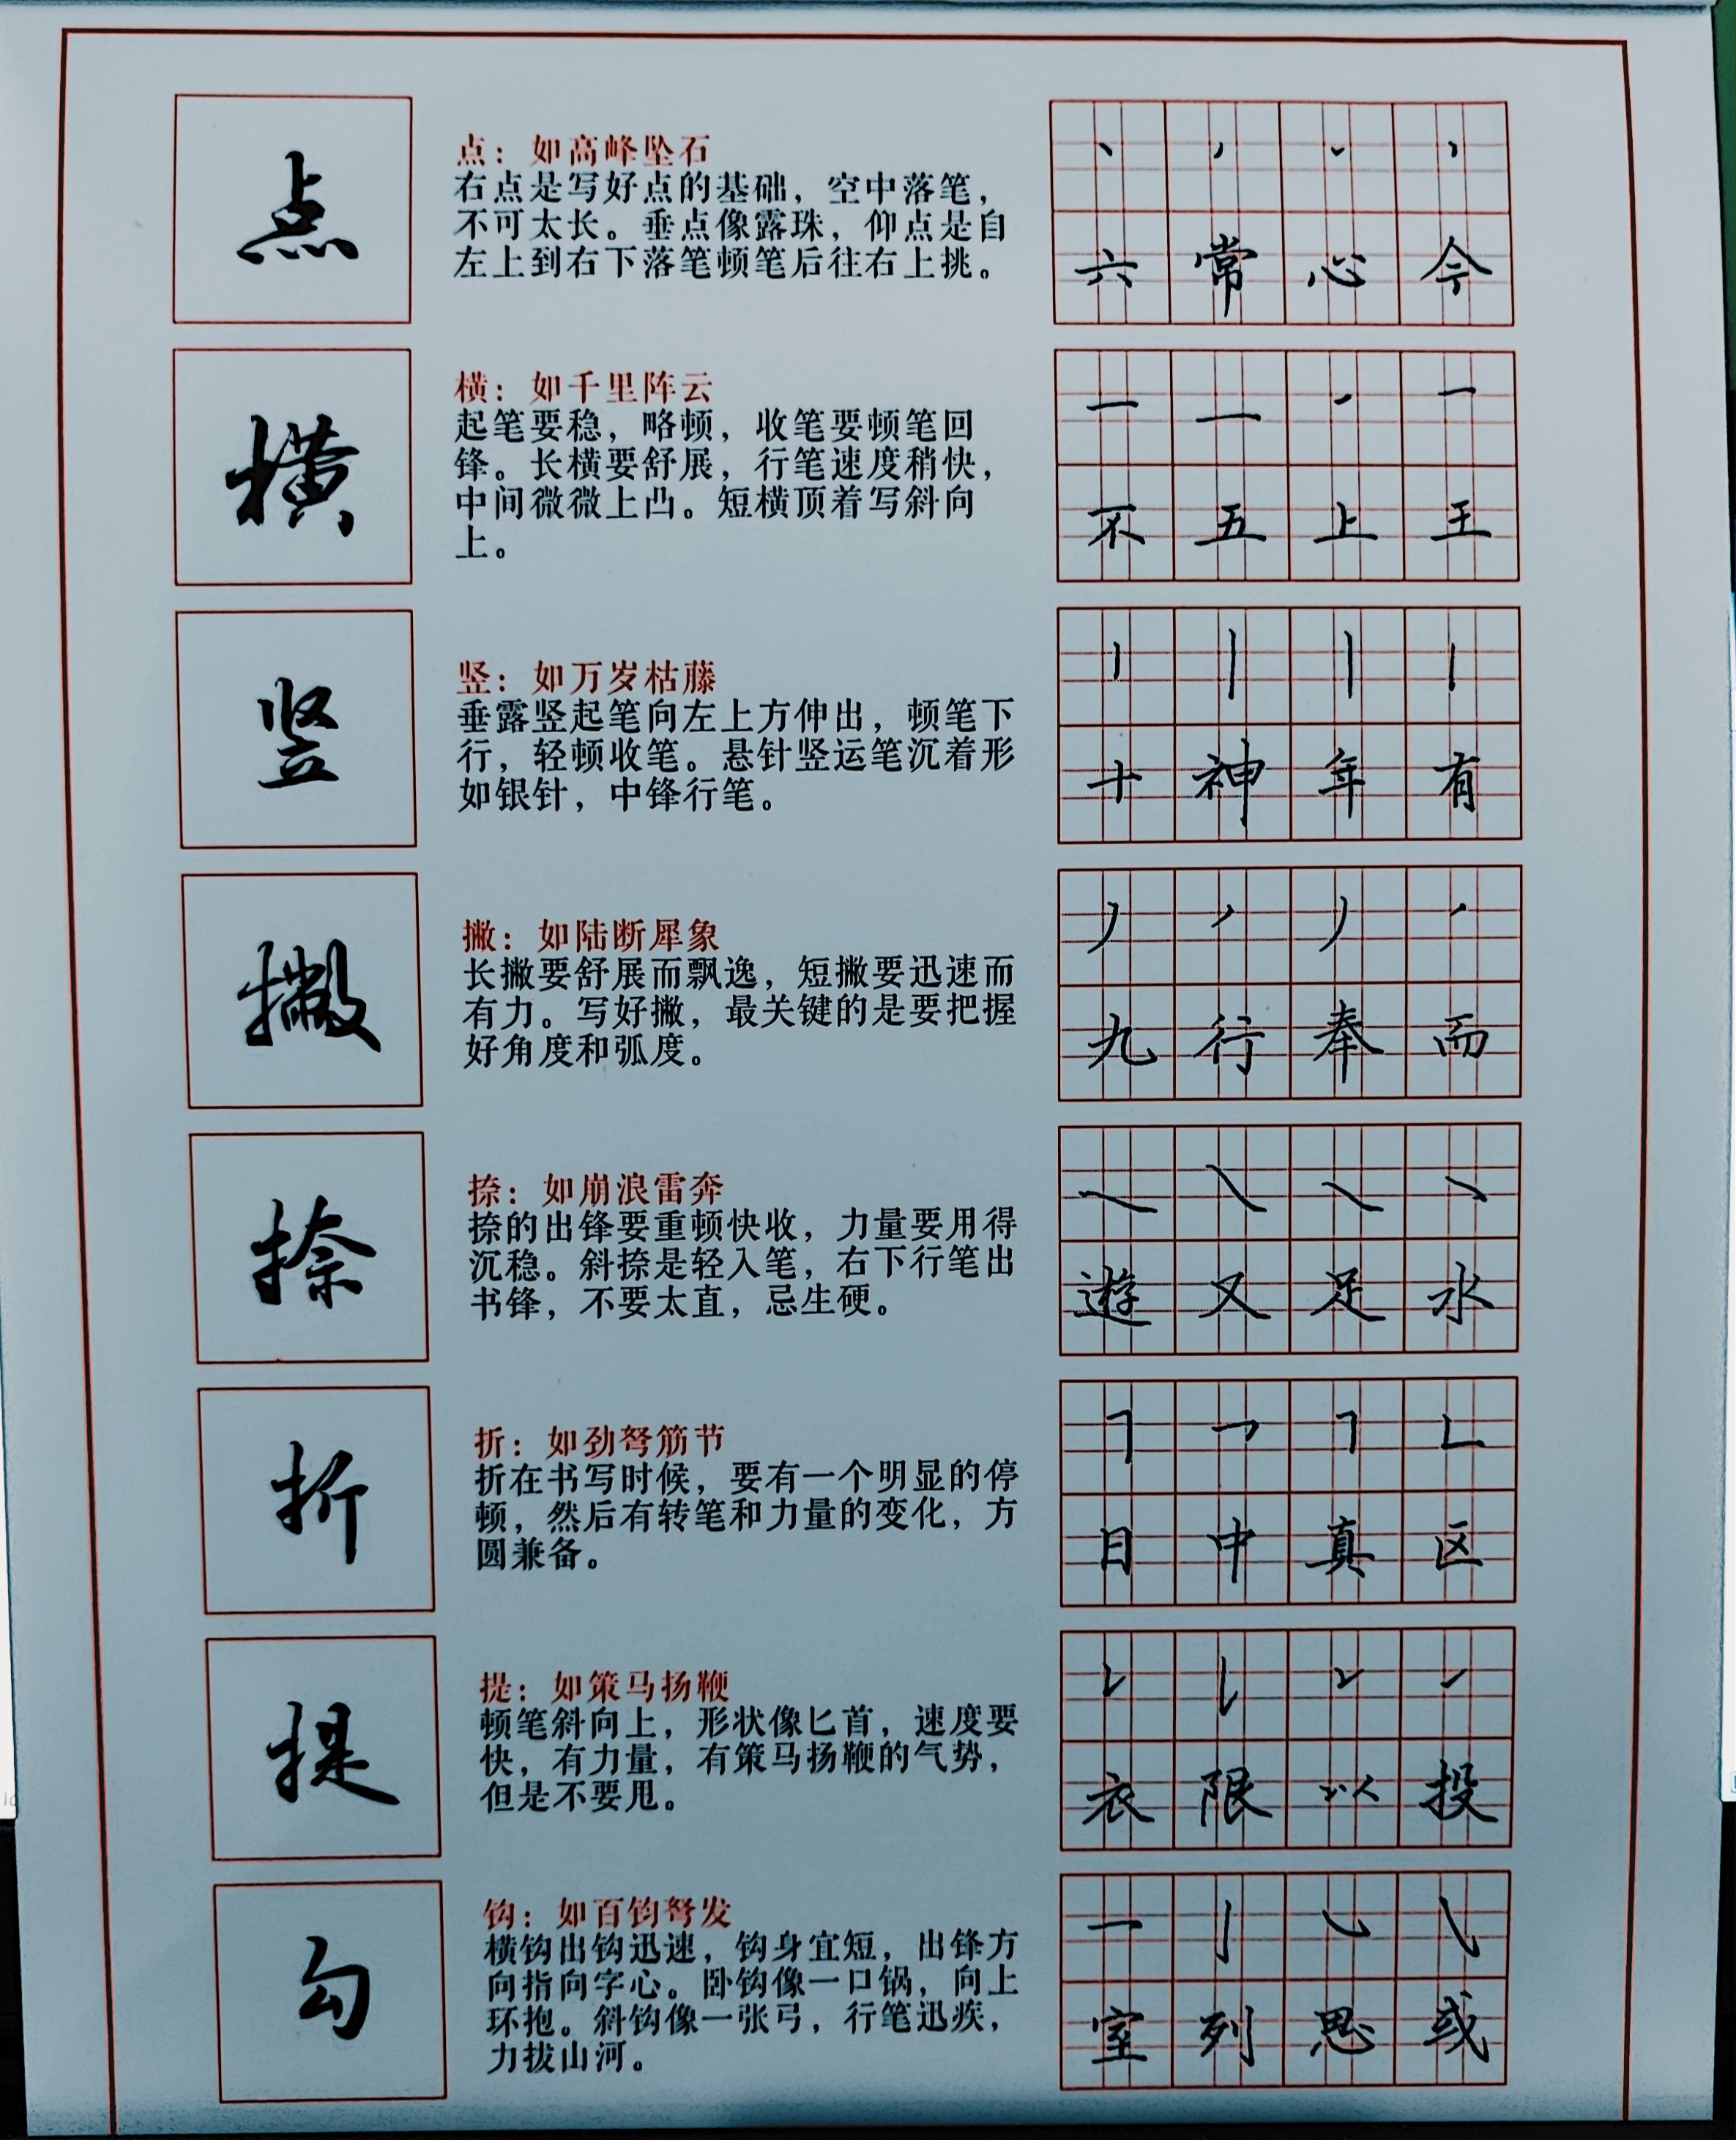 点
点：如高峰坠石
右点是写好点的基础，空中落笔，
不可太长。垂点像露珠，仰点是自
左上到右下落笔顿笔后往右上挑。
六 常 心 今
横
横：如千里阵云
起笔要稳，略顿，收笔要顿笔回
锋。长横要舒展，行笔速度稍快，
中间微微上凸。短横顶着写斜向
上。
不 五 上 王
竖
竖：如万岁枯藤
垂露竖起笔向左上方伸出，顿笔下
行，轻顿收笔。悬针竖运笔沉着形
如银针，中锋行笔。
十 神 年 有
撇
撇：如陆断犀象
长撇要舒展而飘逸，短撇要迅速而
有力。写好撇，最关键的是要把握
好角度和弧度。
九 行 奉 而
捺
捺：如崩浪雷奔
捺的出锋要重顿快收，力量要用得
沉稳。斜捺是轻入笔，右下行笔出
书锋，不要太直，忌生硬。
遊 又 足 水
折
折：如劲弩筋节
折在书写时候，要有一个明显的停
顿，然后有转笔和力量的变化，方
圆兼备。
日 中 真 区
提
提：如策马扬鞭
顿笔斜向上，形状像匕首，速度要
快，有力量，有策马扬鞭的气势，
但是不要甩。
衣 限 以 投
勾
钩：如百钧弩发
横钩出钩迅速，钩身宜短，出锋方
向指向字心。卧钩像一口锅，向上
环抱。斜钩像一张弓，行笔迅疾，
力拔山河。
室 列 思 或